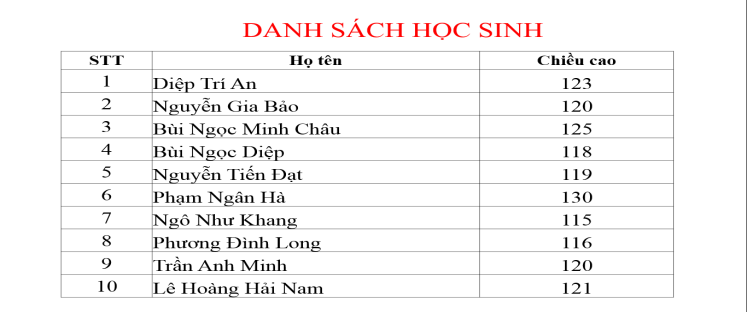 DANH SÁCH HỌC SINH
STT Họ tên Chiều cao
1 Diệp Trí An 123
2 Nguyễn Gia Bảo 120
3 Bùi Ngọc Minh Châu 125
4 Bùi Ngọc Diệp 118
5 Nguyễn Tiến Đạt 119
6 Phạm Ngân Hà 130
7 Ngô Như Khang 115
8 Phương Đình Long 116
9 Trần Anh Minh 120
10 Lê Hoàng Hải Nam 121